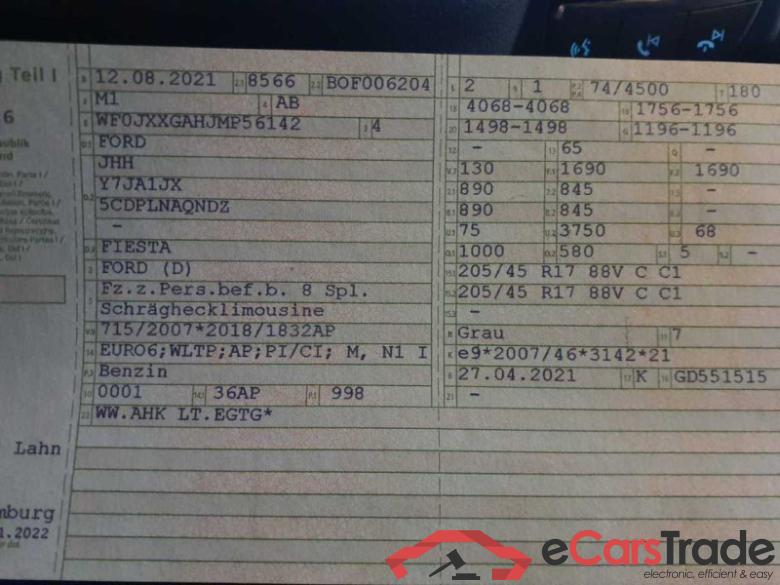 Teil I
6
12.08.2021 8566 BOF006204
M1 AB
WF0JXXGAHJMP56142 4
FORD
JHH
Y7JA1JX
5CDPLNAQNDZ
-
FIESTA
FORD (D)
Fz.z.Pers.bef.b. 8 Spl.
Schräghecklimousine
715/2007*2018/1832AP
EURO6;WLTP;AP;PI/CI; M, N1 I
Benzin
0001 36AP 998
WW.AHK LT.EGTG*
2 1 74/4500 180
4068-4068 1756-1756
1498-1498 1196-1196
- 65 -
130 1690 1690
890 845 -
890 845 -
75 3750 68
1000 580 5 -
205/45 R17 88V C C1
205/45 R17 88V C C1
-
Grau 7
e9*2007/46*3142*21
27.04.2021 K GD551515
-
Lahn
mburg
1.2022
eCarsTrade
electronic, efficient & easy